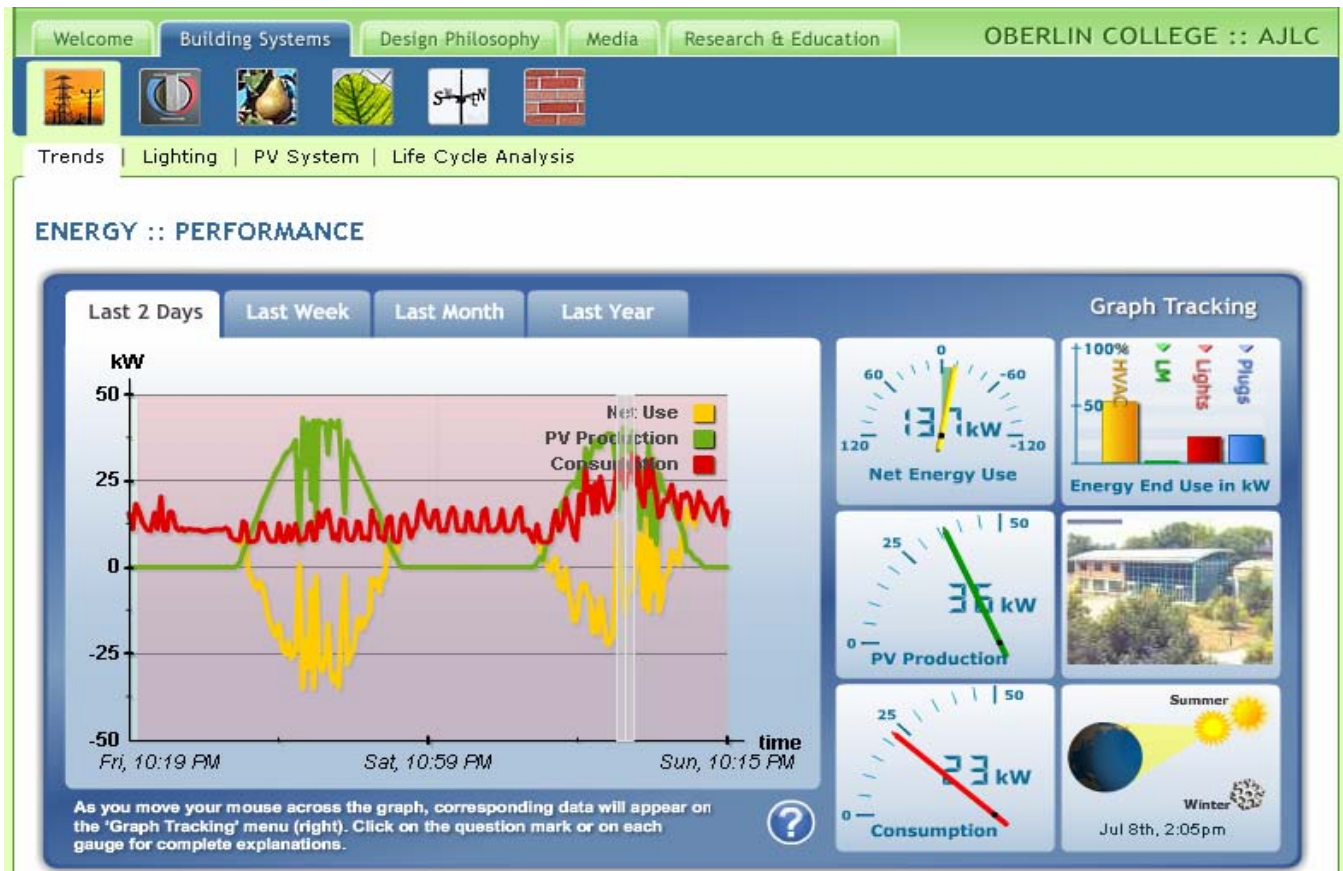 Welcome
Building Systems
Design Philosophy
Media
Research & Education
OBERLIN COLLEGE :: AJLC
S W E N
Trends | Lighting | PV System | Life Cycle Analysis
ENERGY :: PERFORMANCE
Last 2 Days
Last Week
Last Month
Last Year
Graph Tracking
kW
50
25
0
-25
-50
Net Use
PV Production
Consumption
time
Fri, 10:19 PM
Sat, 10:59 PM
Sun, 10:15 PM
As you move your mouse across the graph, corresponding data will appear on
the 'Graph Tracking' menu (right). Click on the question mark or on each
gauge for complete explanations.
?
0
60
-60
120
-120
13.7 kW
Net Energy Use
+100%
50
HVAC
LM
Lights
Plugs
Energy End Use in kW
50
25
0
36 kW
PV Production
50
25
0
23 kW
Consumption
Summer
Winter
Jul 8th, 2:05pm